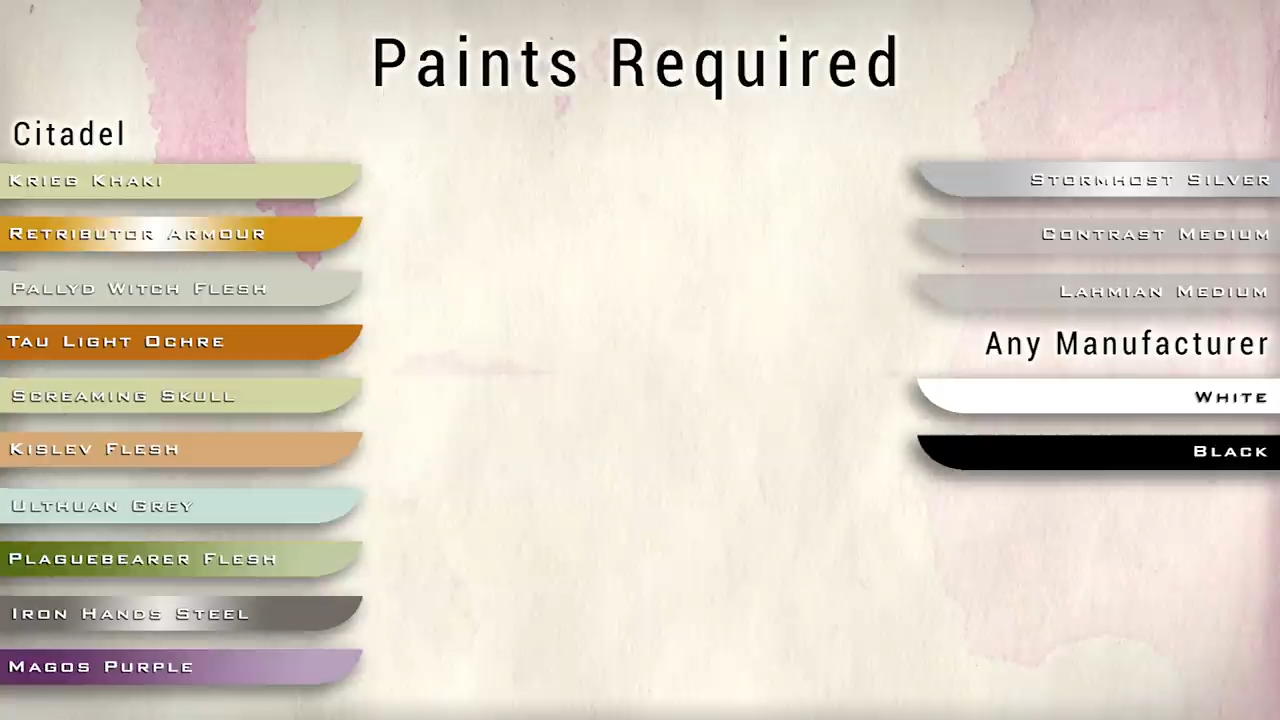 Paints Required
Citadel
Krieg Khaki
Retributor Armour
Pallyd Witch Flesh
Tau Light Ochre
Screaming Skull
Kislev Flesh
Ulthuan Grey
Plaguebearer Flesh
Iron Hands Steel
Magos Purple
Stormhost Silver
Contrast Medium
Lahmian Medium
Any Manufacturer
White
Black